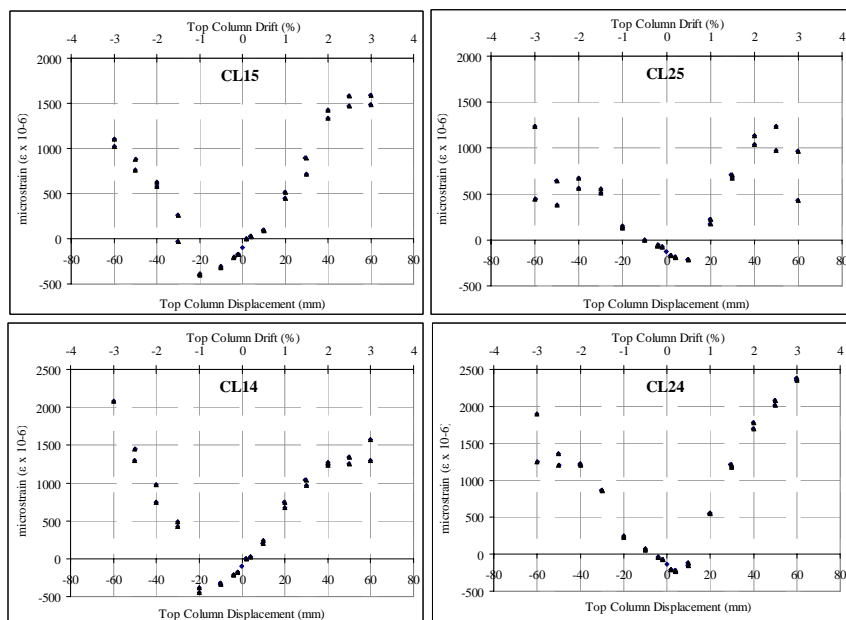 Top Column Drift (%)
-4 -3 -2 -1 0 1 2 3 4
CL15
2000
1500
1000
500
0
-500
microstrain (ε x 10-6)
-80 -60 -40 -20 0 20 40 60 80
Top Column Displacement (mm)
Top Column Drift (%)
-4 -3 -2 -1 0 1 2 3 4
CL25
2000
1500
1000
500
0
-500
microstrain (ε x 10-6)
-80 -60 -40 -20 0 20 40 60 80
Top Column Displacement (mm)
Top Column Drift (%)
-4 -3 -2 -1 0 1 2 3 4
CL14
2500
2000
1500
1000
500
0
-500
microstrain (ε x 10-6)
-80 -60 -40 -20 0 20 40 60 80
Top Column Displacement (mm)
Top Column Drift (%)
-4 -3 -2 -1 0 1 2 3 4
CL24
2500
2000
1500
1000
500
0
-500
microstrain (ε x 10-6)
-80 -60 -40 -20 0 20 40 60 80
Top Column Displacement (mm)